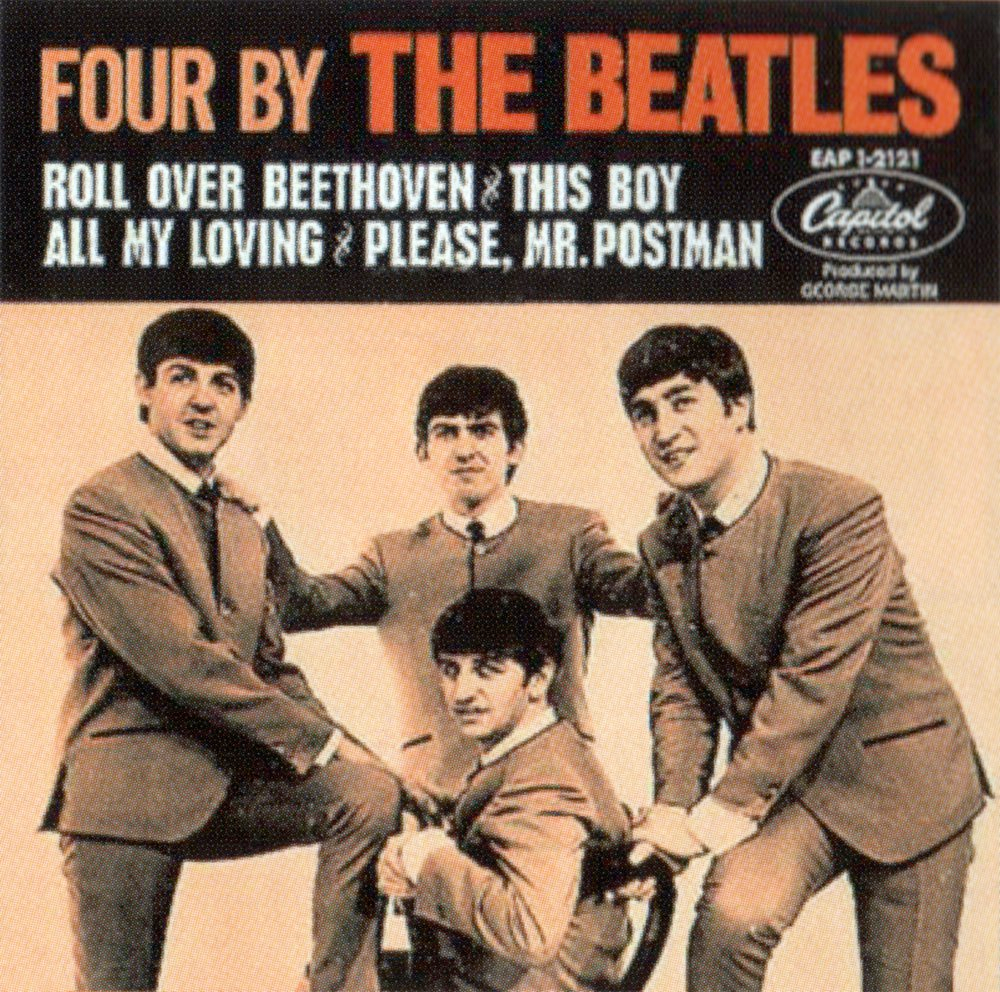 FOUR BY THE BEATLES
ROLL OVER BEETHOVEN THIS BOY
ALL MY LOVING PLEASE, MR. POSTMAN
EAP 1-2121
Capitol
RECORDS
Produced by
GEORGE MARTIN